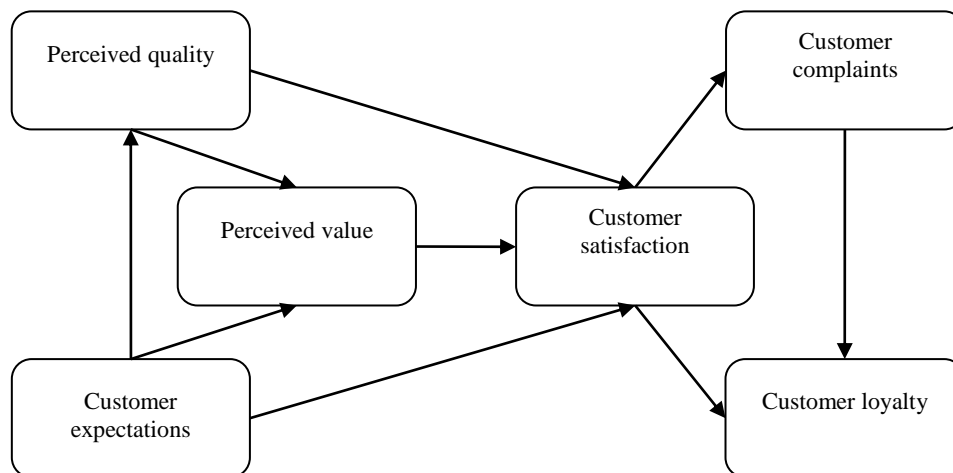 Perceived quality
Customer
complaints
Perceived value
Customer
satisfaction
Customer
expectations
Customer loyalty